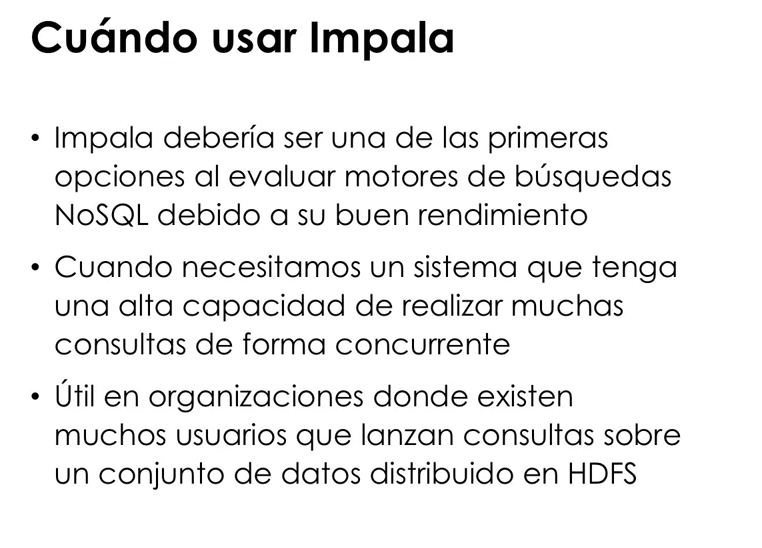 Cuándo usar Impala
• Impala debería ser una de las primeras
opciones al evaluar motores de búsquedas
NoSQL debido a su buen rendimiento
• Cuando necesitamos un sistema que tenga
una alta capacidad de realizar muchas
consultas de forma concurrente
• Útil en organizaciones donde existen
muchos usuarios que lanzan consultas sobre
un conjunto de datos distribuido en HDFS